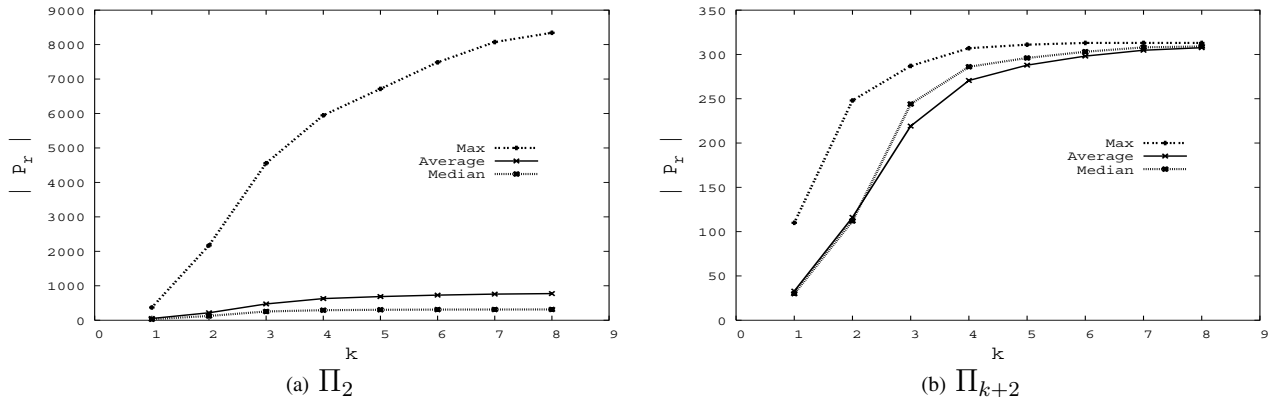 9000
8000
7000
6000
5000
4000
3000
2000
1000
0
| P_r |
Max
Average
Median
0 1 2 3 4 5 6 7 8 9
k
(a) Π_2
350
300
250
200
150
100
50
0
| P_r |
Max
Average
Median
0 1 2 3 4 5 6 7 8 9
k
(b) Π_{k+2}